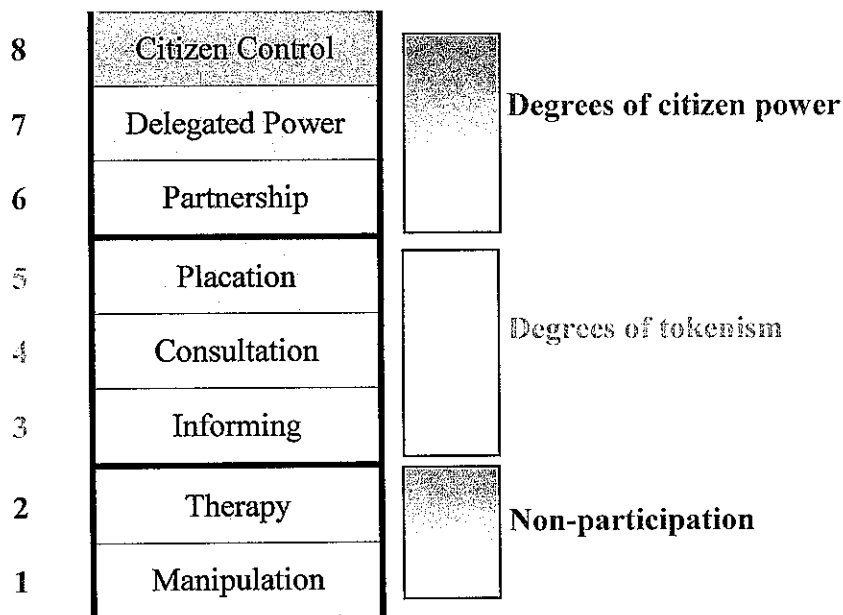 8 Citizen Control
Degrees of citizen power
7 Delegated Power
6 Partnership
5 Placation
Degrees of tokenism
4 Consultation
3 Informing
2 Therapy
Non-participation
1 Manipulation